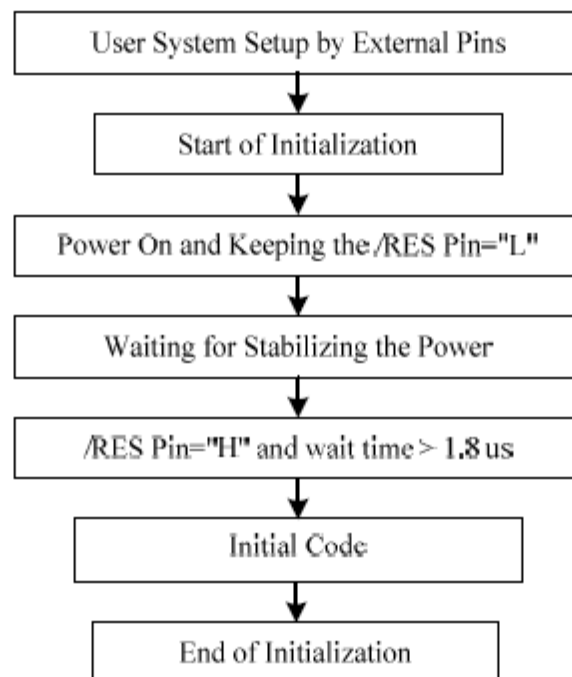 User System Setup by External Pins
Start of Initialization
Power On and Keeping the /RES Pin="L"
Waiting for Stabilizing the Power
/RES Pin="H" and wait time > 1.8 us
Initial Code
End of Initialization